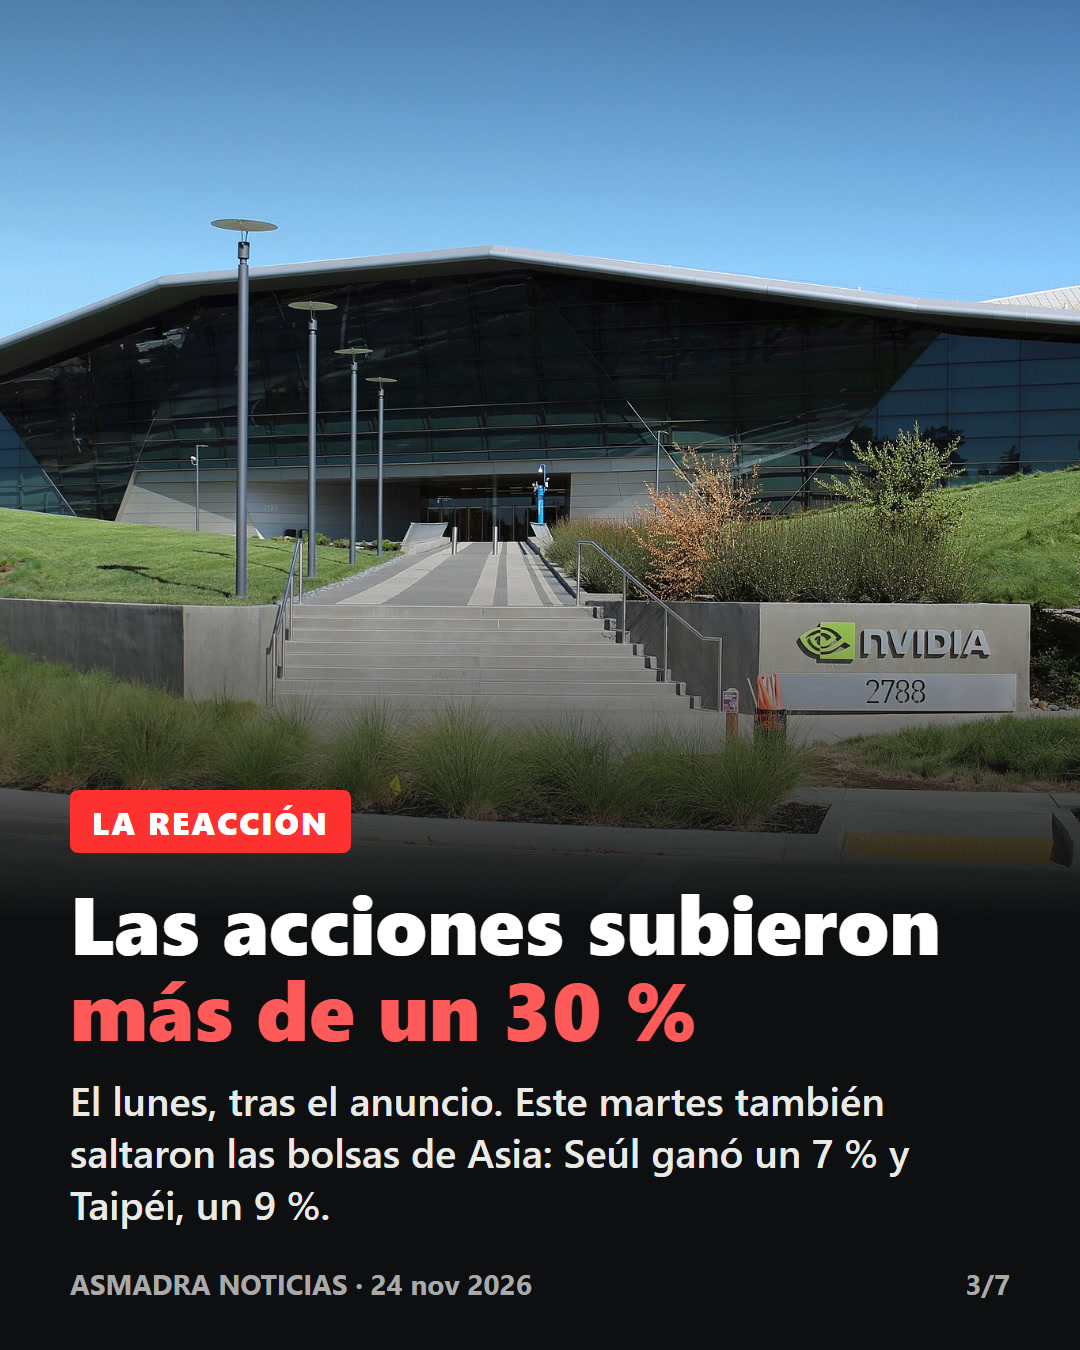 NVIDIA
2788
LA REACCIÓN
Las acciones subieron
más de un 30 %
El lunes, tras el anuncio. Este martes también
saltaron las bolsas de Asia: Seúl ganó un 7 % y
Taipéi, un 9 %.
ASMADRA NOTICIAS · 24 nov 2026
3/7